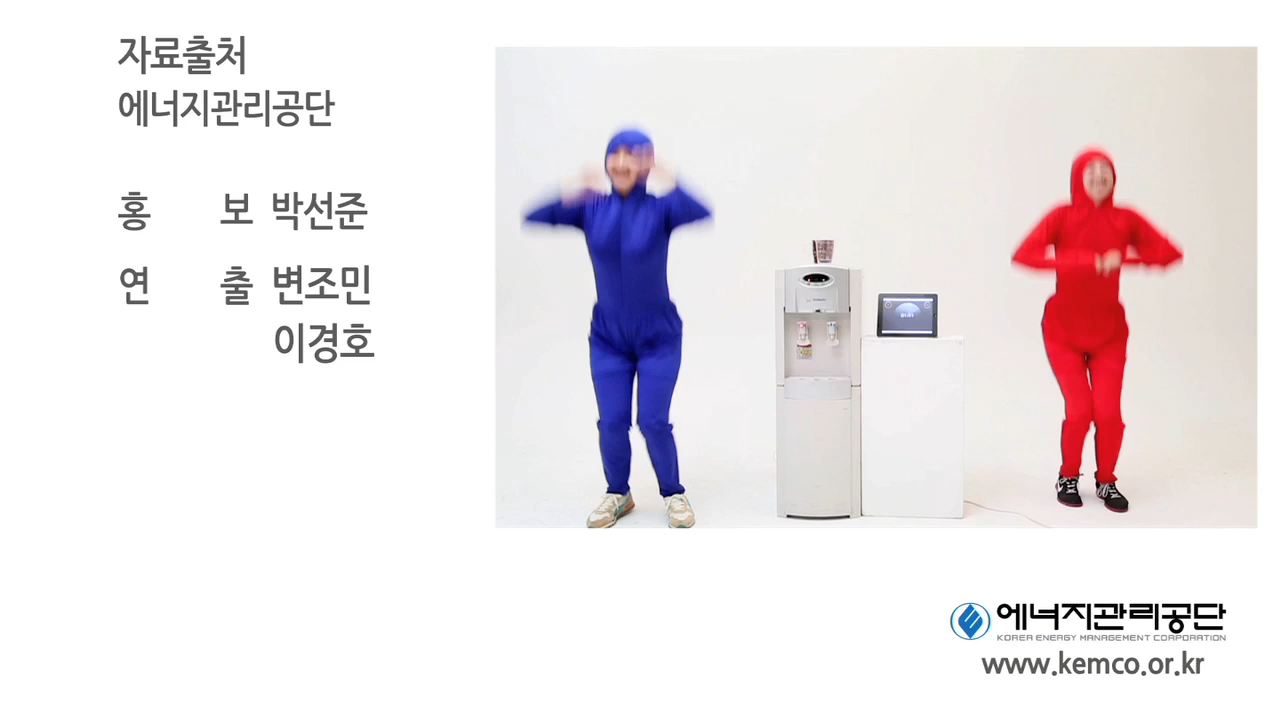 자료출처
에너지관리공단
홍 보 박선준
연 출 변조민
이경호
에너지관리공단
KOREA ENERGY MANAGEMENT CORPORATION
www.kemco.or.kr